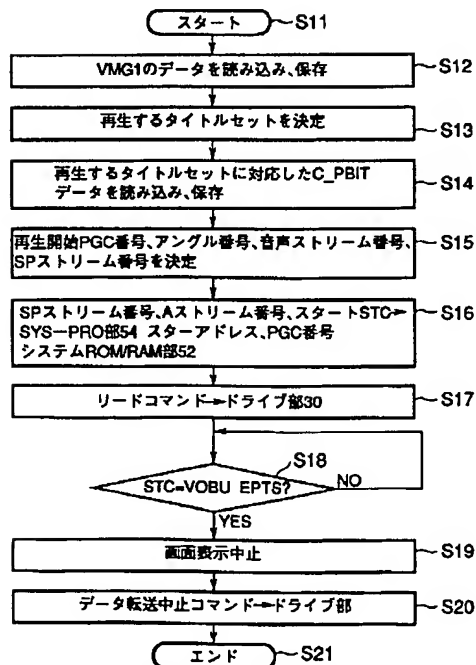 スタート
S11
VMG1のデータを読み込み、保存
S12
再生するタイトルセットを決定
S13
再生するタイトルセットに対応したC_PBIT
データを読み込み、保存
S14
再生開始PGC番号、アングル番号、音声ストリーム番号、
SPストリーム番号を決定
S15
SPストリーム番号、Aストリーム番号、スタートSTC→
SYS－PRO部54 スターアドレス、PGC番号
システムROM/RAM部52
S16
リードコマンド→ドライブ部30
S17
S18
STC=VOBU EPTS?
NO
YES
画面表示中止
S19
データ転送中止コマンド→ドライブ部
S20
エンド
S21